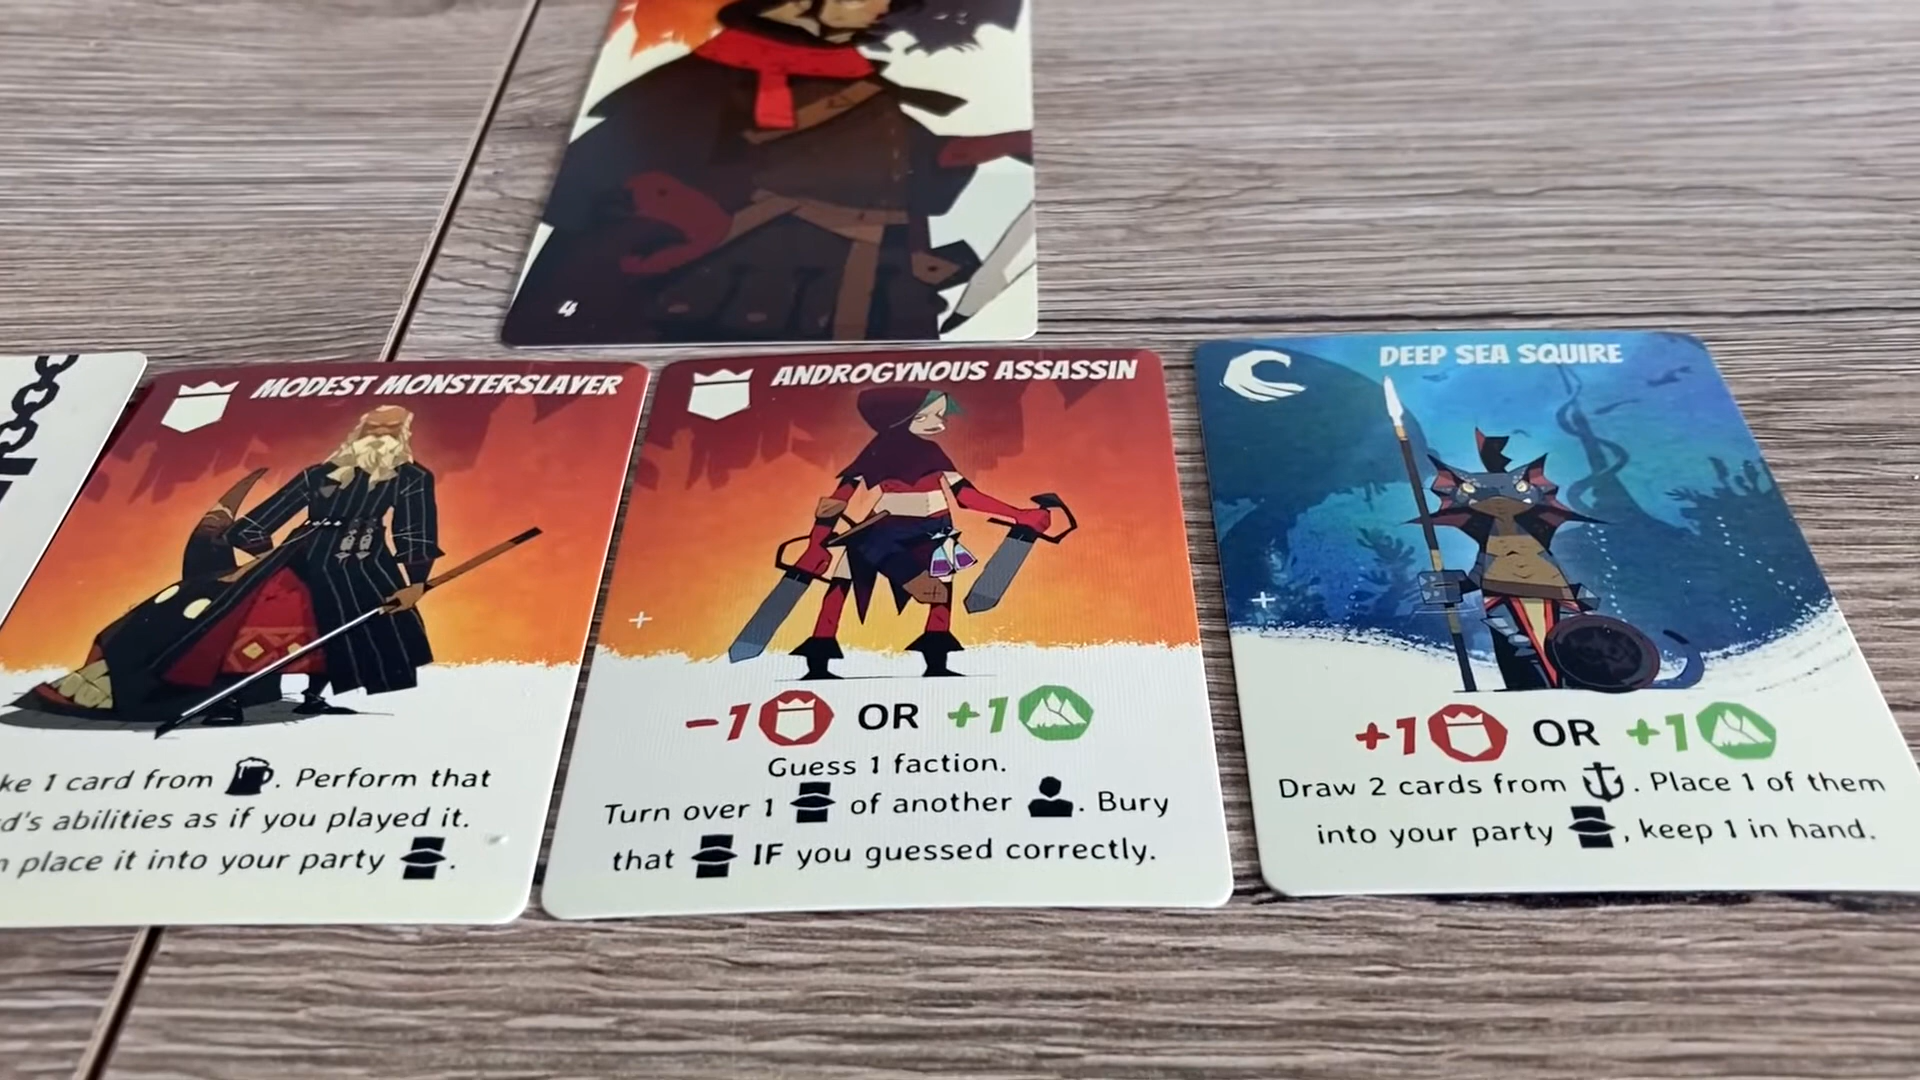 4
MODEST MONSTERSLAYER
1 card from . Perform that
abilities as if you played it.
place it into your party .
ANDROGYNOUS ASSASSIN
-1 OR +1
Guess 1 faction.
Turn over 1 of another . Bury
that IF you guessed correctly.
DEEP SEA SQUIRE
+1 OR +1
Draw 2 cards from . Place 1 of them
into your party , keep 1 in hand.